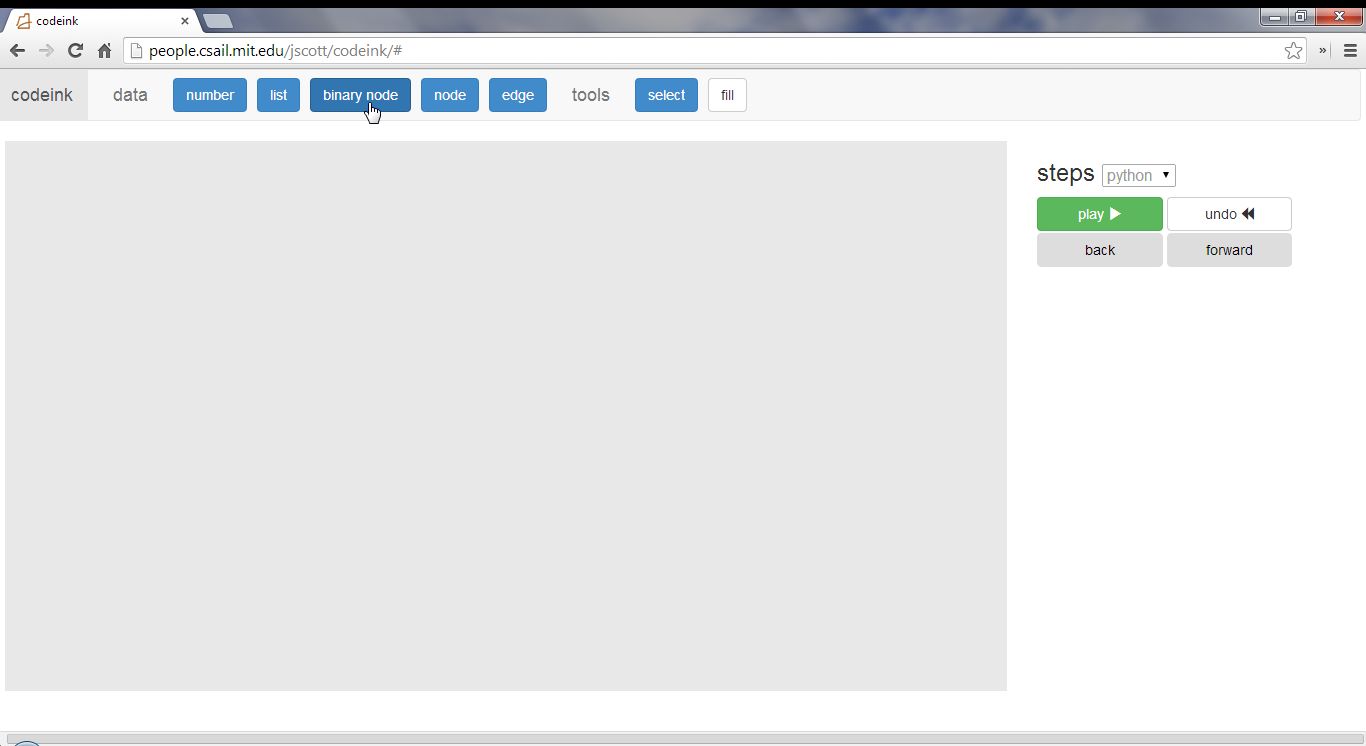 codeink
people.csail.mit.edu/jscott/codeink/#
codeink data number list binary node node edge tools select fill
steps python
play undo
back forward